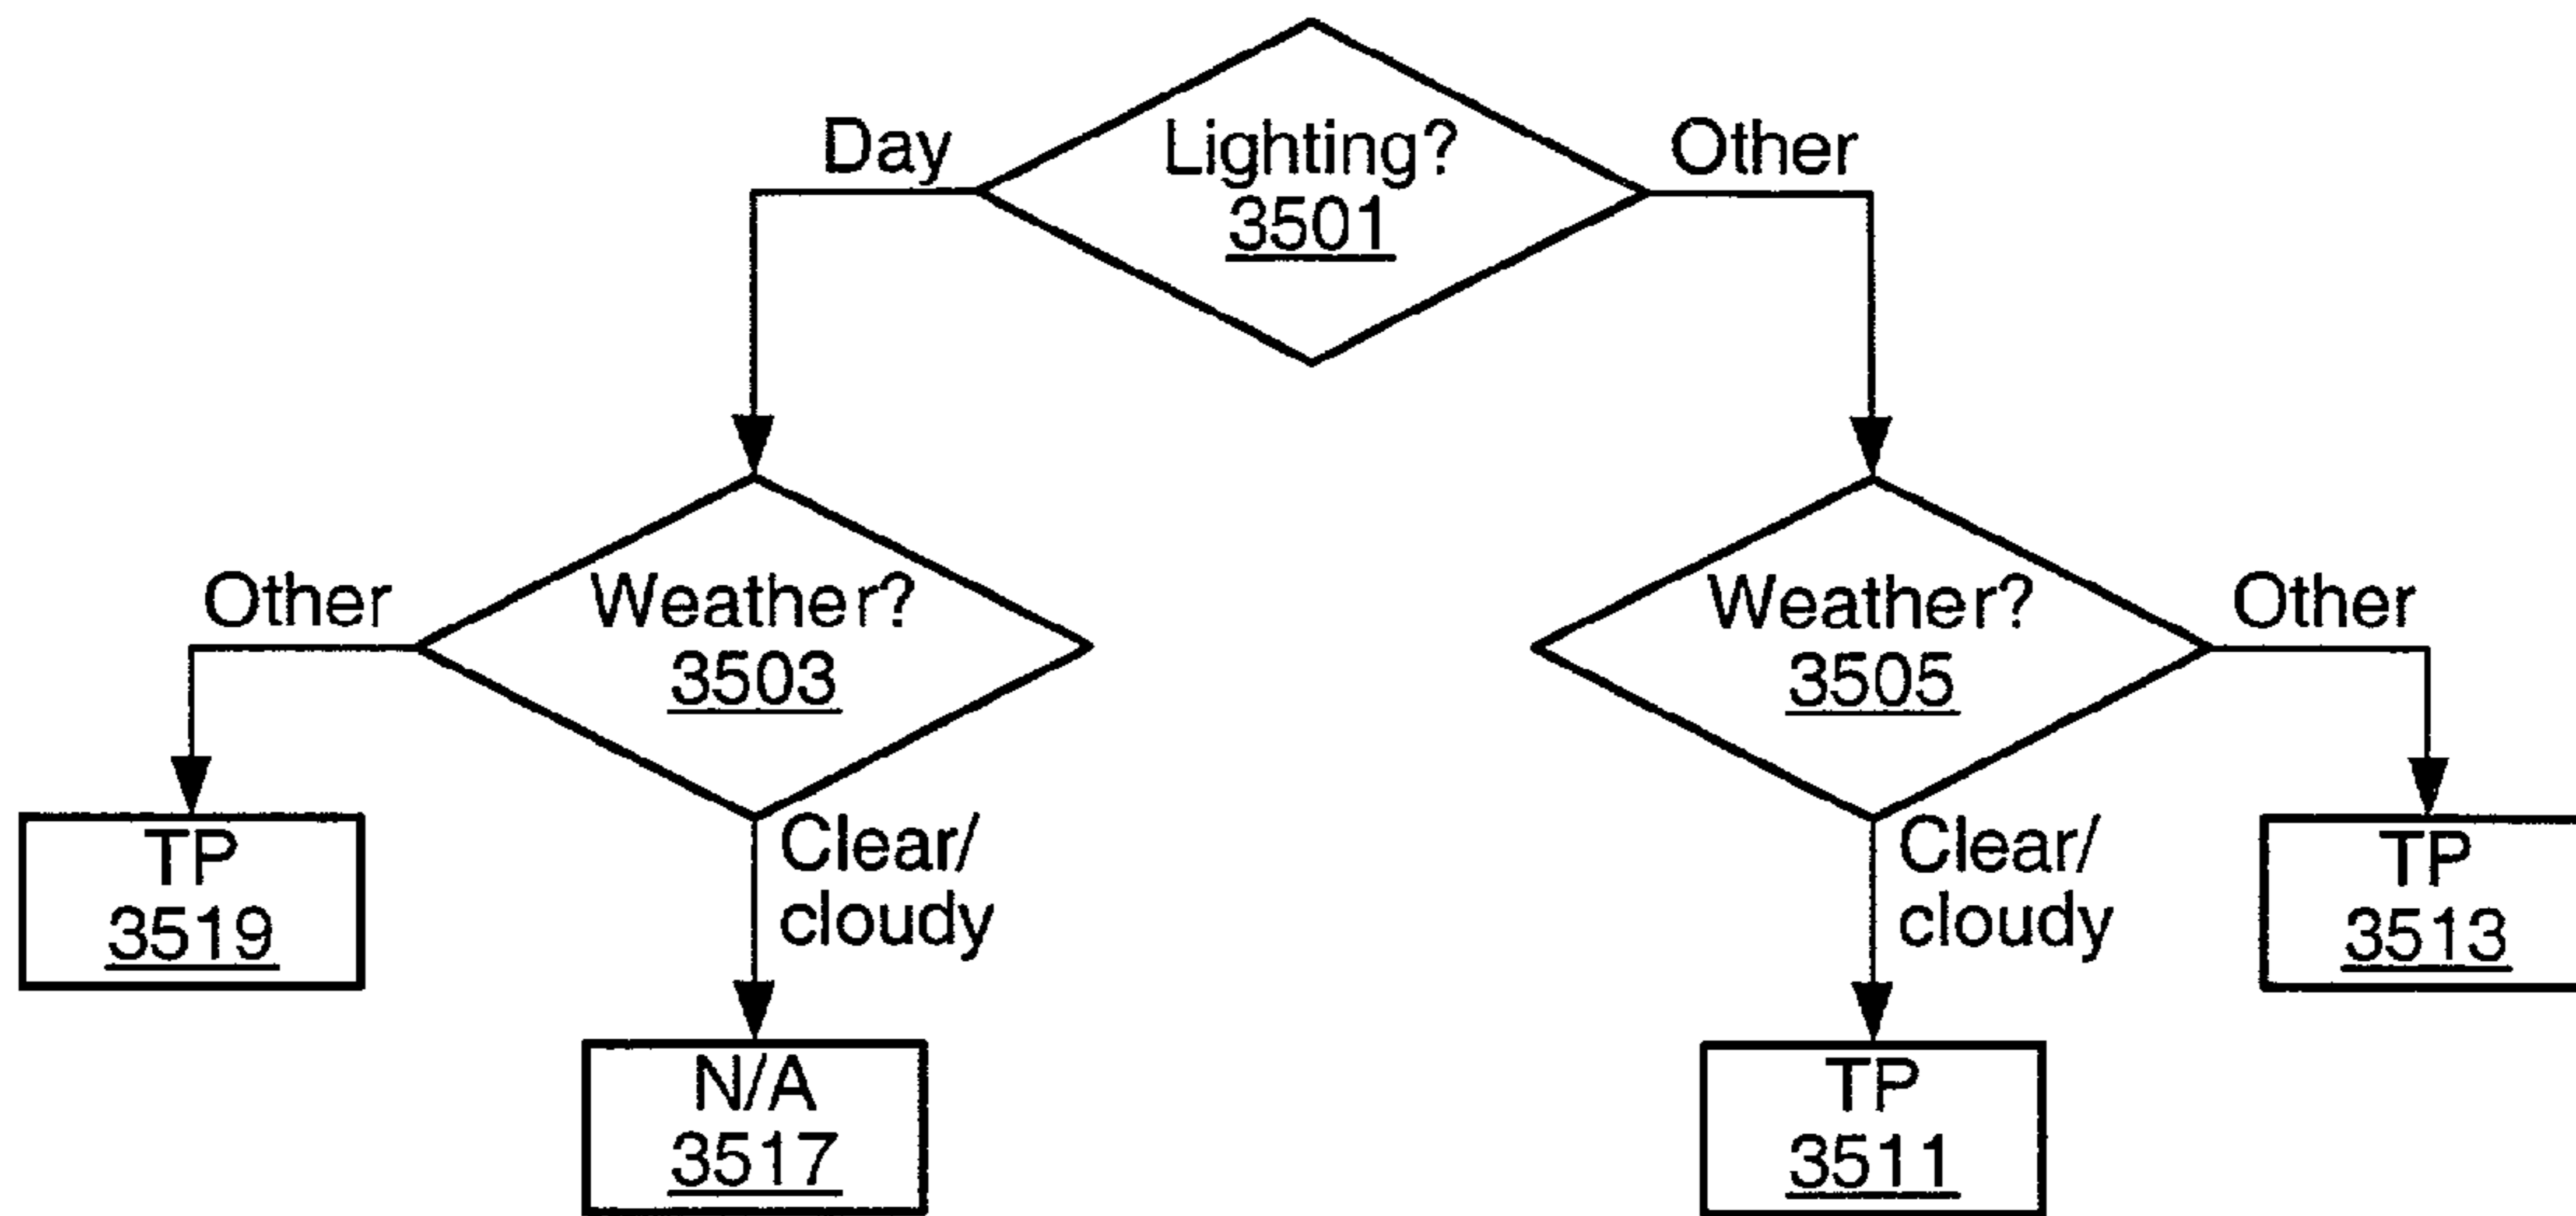 Day
Lighting?
3501
Other
Other
Weather?
3503
Weather?
3505
Other
TP
3519
Clear/
cloudy
Clear/
cloudy
TP
3513
N/A
3517
TP
3511